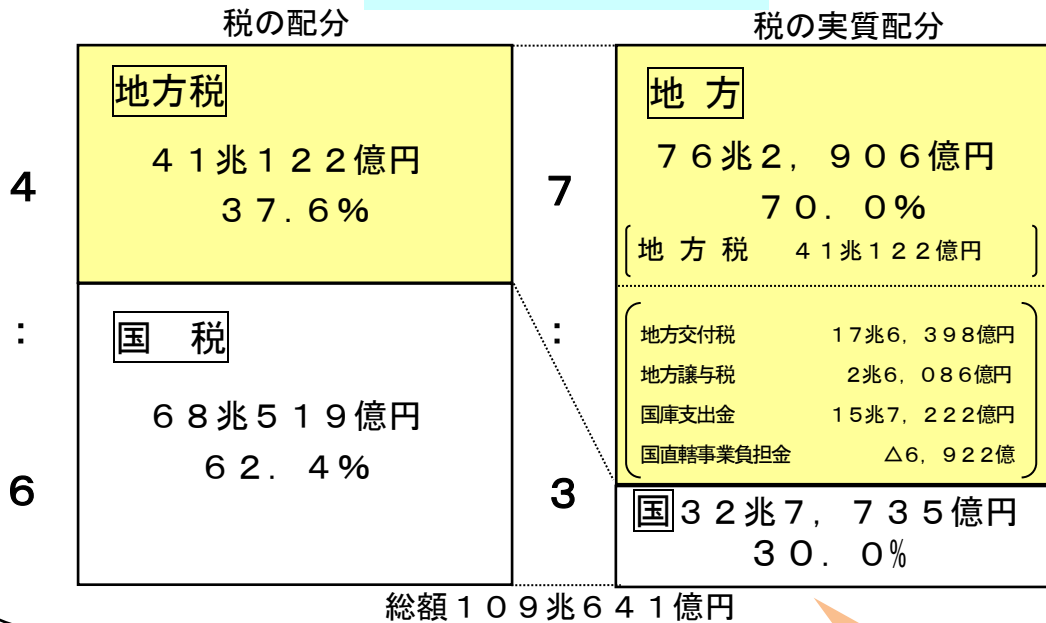 税の配分
税の実質配分
4
:
6
地方税
41兆122億円
37.6%
国 税
68兆519億円
62.4%
7
:
3
地 方
76兆2,906億円
70.0%
地方税 41兆122億円
地方交付税 17兆6,398億円
地方譲与税 2兆6,086億円
国庫支出金 15兆7,222億円
国直轄事業負担金 △6,922億
国 32兆7,735億円
30.0%
総額109兆641億円